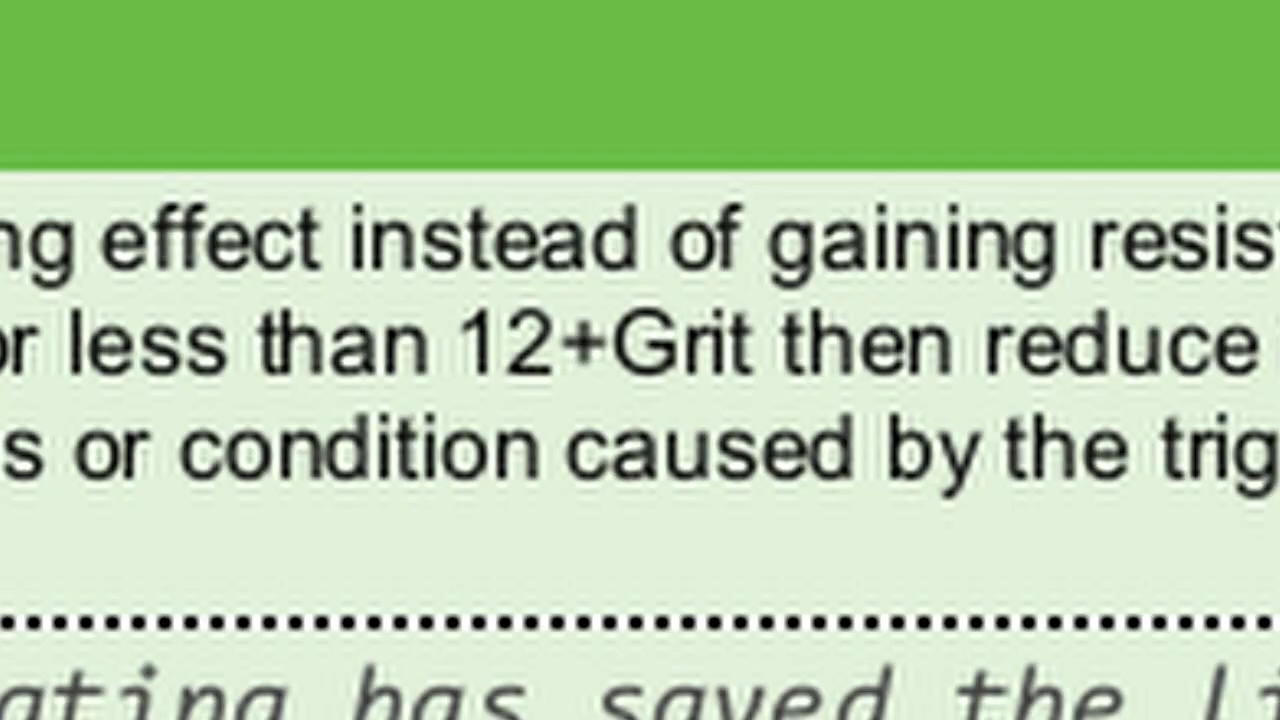 ng effect instead of gaining resis
or less than 12+Grit then reduce
s or condition caused by the trig
ating has saved the li